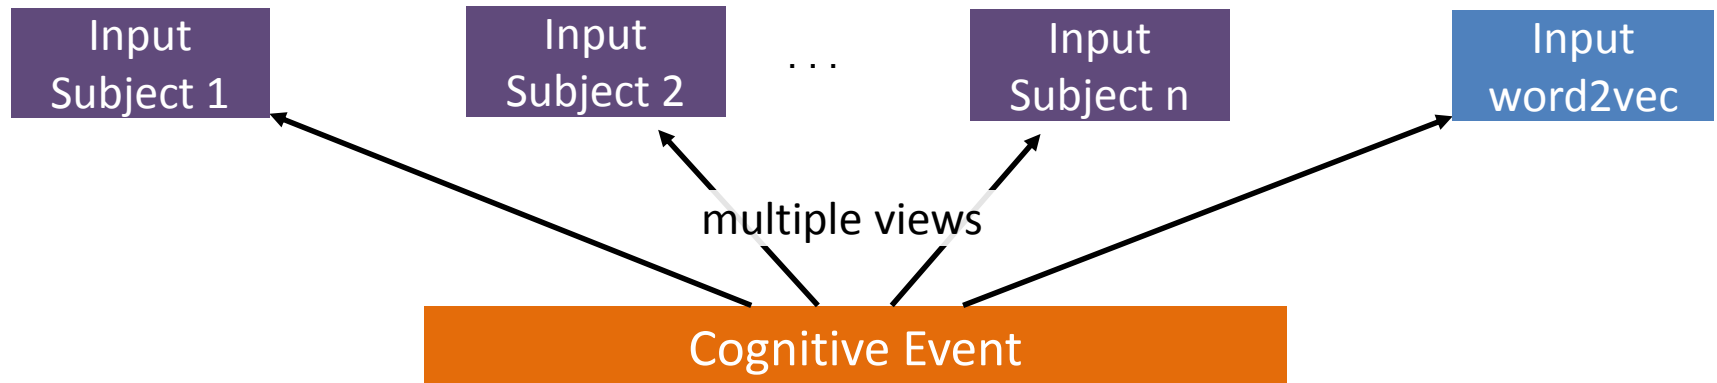 Input
Subject 1
Input
Subject 2
. . .
Input
Subject n
Input
word2vec
multiple views
Cognitive Event